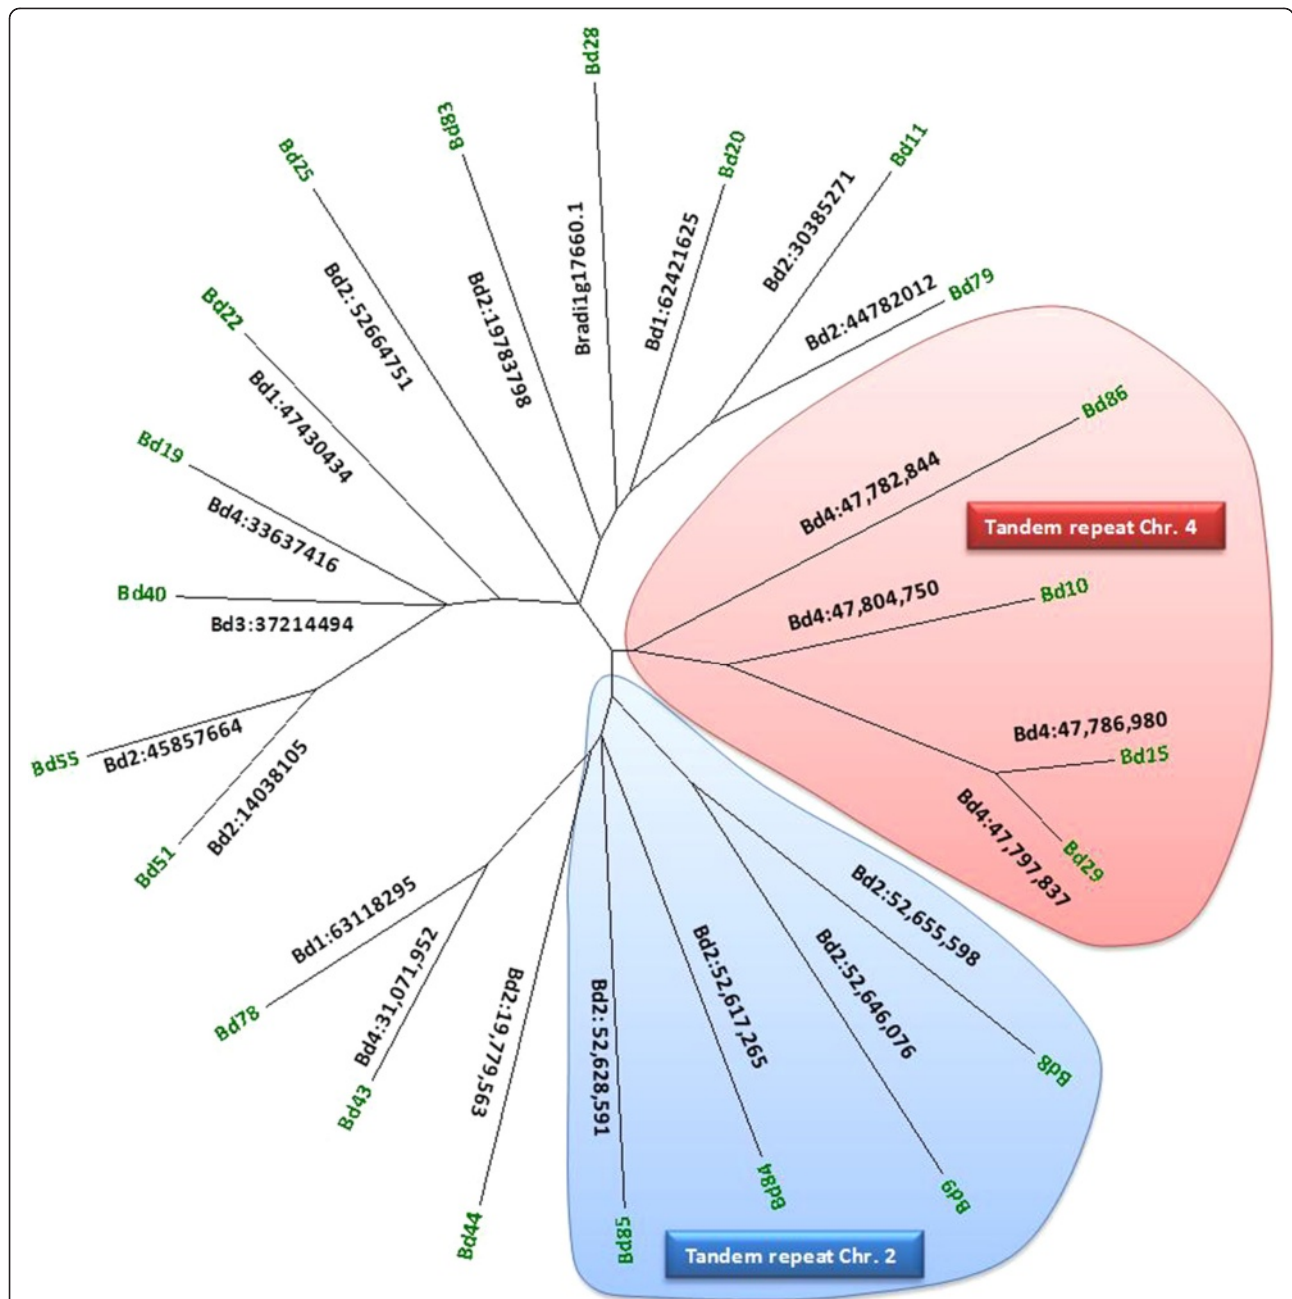 Bd28
Bd83
Bd20
Bd11
Bd25
Bradi1g17660.1
Bd1:62421625
Bd2:30385271
Bd2:19783798
Bd2: 52664751
Bd79
Bd2:44782012
Bd22
Bd1:47430434
Bd86
Bd4:47,782,844
Bd19
Bd4:33637416
Tandem repeat Chr. 4
Bd40
Bd3:37214494
Bd10
Bd4:47,804,750
Bd55
Bd2:45857664
Bd4:47,786,980
Bd15
Bd51
Bd2:14038105
Bd4:47,797,837
Bd29
Bd1:63118295
Bd78
Bd4:31,071,952
Bd43
Bd2:19,779,563
Bd44
Bd2: 52,628,591
Bd85
Bd2:52,617,265
Bd84
Bd2:52,646,076
Bd9
Bd2:52,655,598
Bd8
Tandem repeat Chr. 2